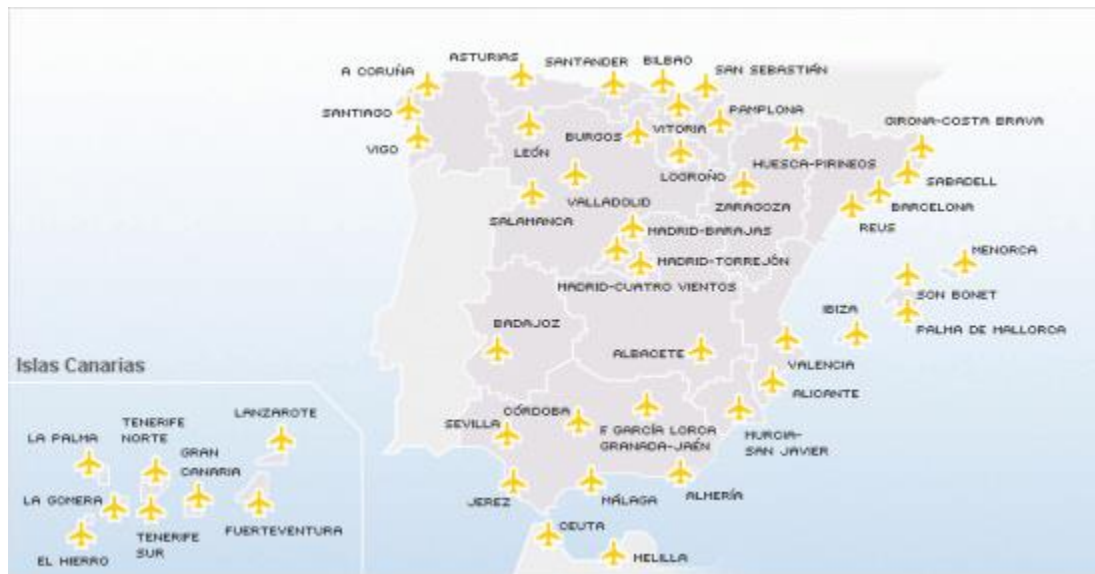 ASTURIAS
SANTANDER
BILBAO
A CORUÑA
SAN SEBASTIÁN
SANTIAGO
PAMPLONA
GIRONA-COSTA BRAVA
BURGOS
VITORIA
VIGO
LEÓN
HUESCA-PIRINEOS
LOGROÑO
SABADELL
VALLADOLID
ZARAGOZA
BARCELONA
SALAMANCA
REUS
MADRID-BARAJAS
MENORCA
MADRID-TORREJÓN
MADRID-CUATRO VIENTOS
SON BONET
IBIZA
PALMA DE MALLORCA
BADAJOZ
ALBACETE
VALENCIA
ALICANTE
Islas Canarias
CÓRDOBA
SEVILLA
F GARCÍA LORCA
GRANADA-JAÉN
MURCIA-
SAN JAVIER
LANZAROTE
TENERIFE
NORTE
LA PALMA
GRAN
CANARIA
JEREZ
MÁLAGA
ALMERÍA
LA GOMERA
FUERTEVENTURA
TENERIFE
SUR
EL HIERRO
CEUTA
MELILLA